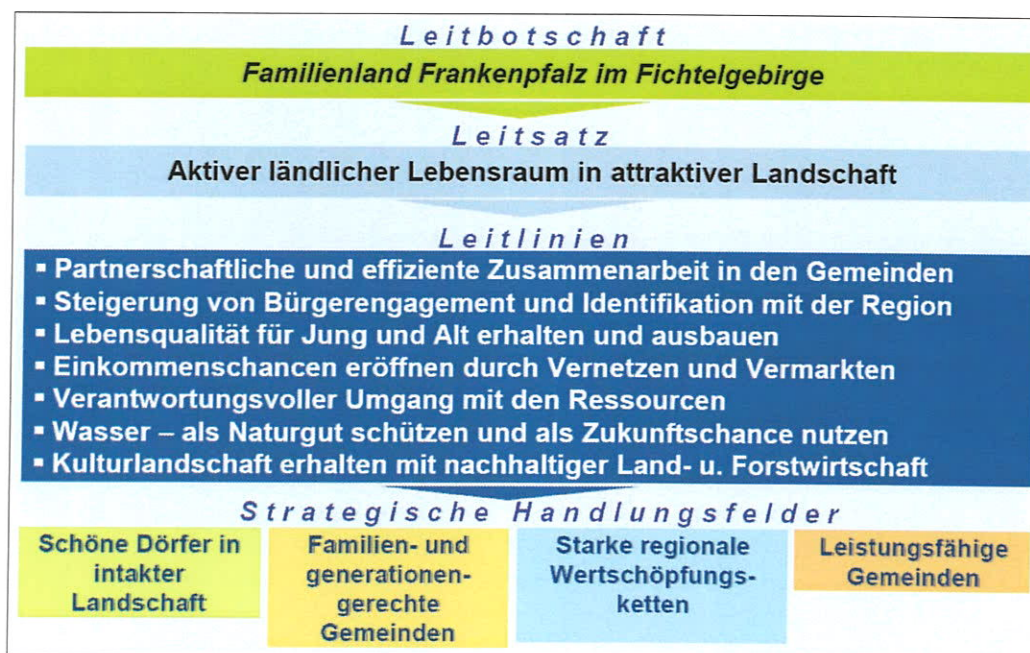 Leitbotschaft
Familienland Frankenpfalz im Fichtelgebirge
Leitsatz
Aktiver ländlicher Lebensraum in attraktiver Landschaft
Leitlinien
▪ Partnerschaftliche und effiziente Zusammenarbeit in den Gemeinden
▪ Steigerung von Bürgerengagement und Identifikation mit der Region
▪ Lebensqualität für Jung und Alt erhalten und ausbauen
▪ Einkommenschancen eröffnen durch Vernetzen und Vermarkten
▪ Verantwortungsvoller Umgang mit den Ressourcen
▪ Wasser – als Naturgut schützen und als Zukunftschance nutzen
▪ Kulturlandschaft erhalten mit nachhaltiger Land- u. Forstwirtschaft
Strategische Handlungsfelder
Schöne Dörfer in
intakter
Landschaft
Familien- und
generationen-
gerechte
Gemeinden
Starke regionale
Wertschöpfungs-
ketten
Leistungsfähige
Gemeinden